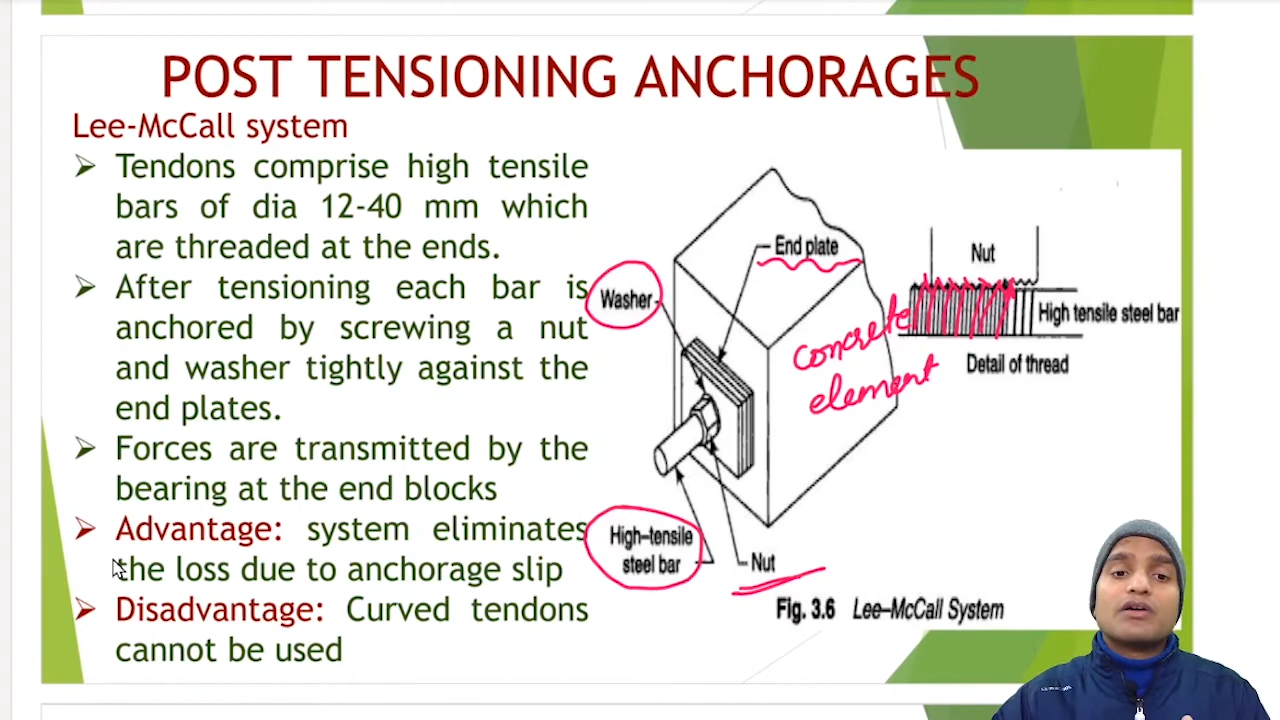 POST TENSIONING ANCHORAGES
Lee-McCall system
Tendons comprise high tensile
bars of dia 12-40 mm which
are threaded at the ends.
After tensioning each bar is
anchored by screwing a nut
and washer tightly against the
end plates.
Forces are transmitted by the
bearing at the end blocks
Advantage: system eliminates
the loss due to anchorage slip
Disadvantage: Curved tendons
cannot be used
End plate
Washer
concrete
element
High-tensile
steel bar
Nut
Nut
High tensile steel bar
Detail of thread
Fig. 3.6 Lee-McCall System